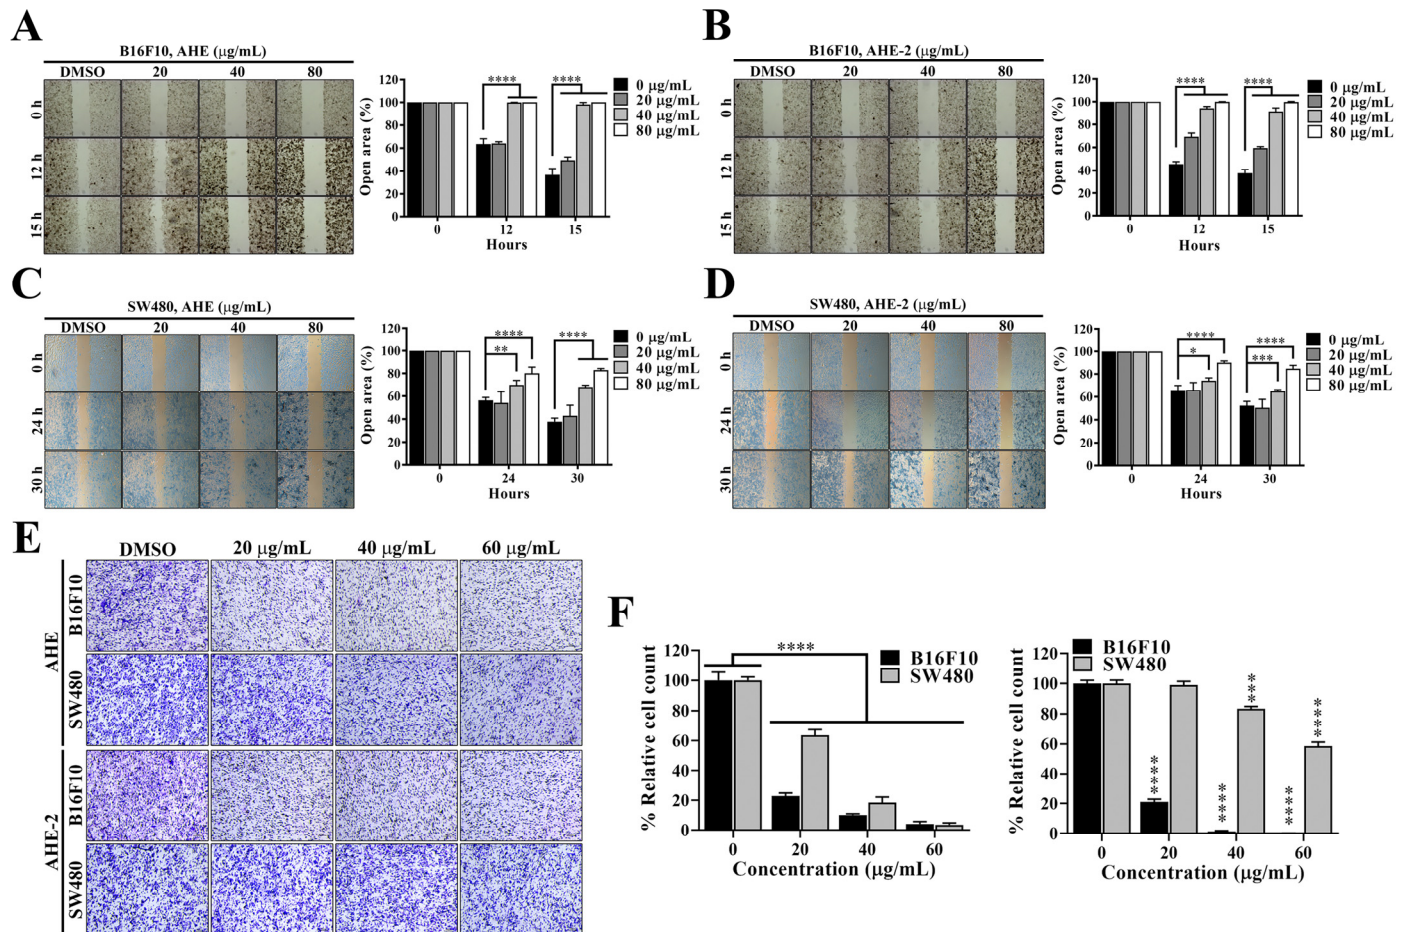 A
B16F10, AHE (μg/mL)
DMSO 20 40 80
0 h
12 h
15 h
120
100
80
60
40
20
0
Open area (%)
**** ****
0 12 15
Hours
0 μg/mL
20 μg/mL
40 μg/mL
80 μg/mL
B
B16F10, AHE-2 (μg/mL)
DMSO 20 40 80
0 h
12 h
15 h
120
100
80
60
40
20
0
Open area (%)
**** ****
0 12 15
Hours
0 μg/mL
20 μg/mL
40 μg/mL
80 μg/mL
C
SW480, AHE (μg/mL)
DMSO 20 40 80
0 h
24 h
30 h
120
100
80
60
40
20
0
Open area (%)
**** ****
**
0 24 30
Hours
0 μg/mL
20 μg/mL
40 μg/mL
80 μg/mL
D
SW480, AHE-2 (μg/mL)
DMSO 20 40 80
0 h
24 h
30 h
120
100
80
60
40
20
0
Open area (%)
**** ****
* ***
0 24 30
Hours
0 μg/mL
20 μg/mL
40 μg/mL
80 μg/mL
E
DMSO 20 μg/mL 40 μg/mL 60 μg/mL
AHE
B16F10
SW480
AHE-2
B16F10
SW480
F
120
100
80
60
40
20
0
% Relative cell count
****
B16F10
SW480
0 20 40 60
Concentration (μg/mL)
120
100
80
60
40
20
0
% Relative cell count
B16F10
SW480
****
****
***
****
****
0 20 40 60
Concentration (μg/mL)